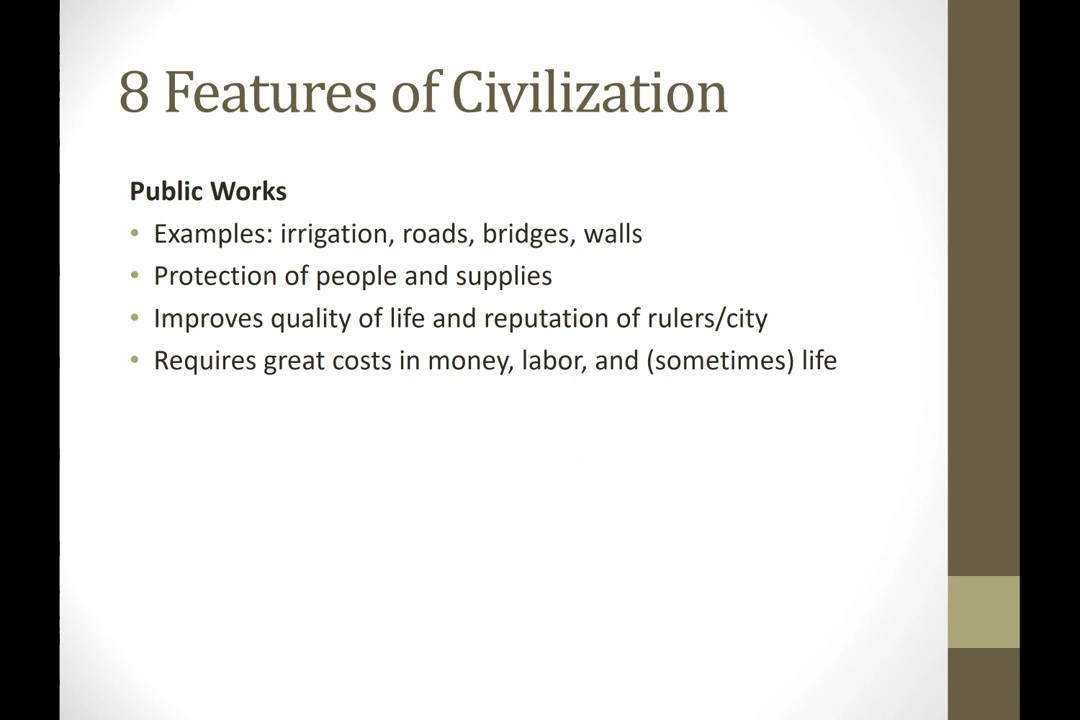 8 Features of Civilization
Public Works
• Examples: irrigation, roads, bridges, walls
• Protection of people and supplies
• Improves quality of life and reputation of rulers/city
• Requires great costs in money, labor, and (sometimes) life